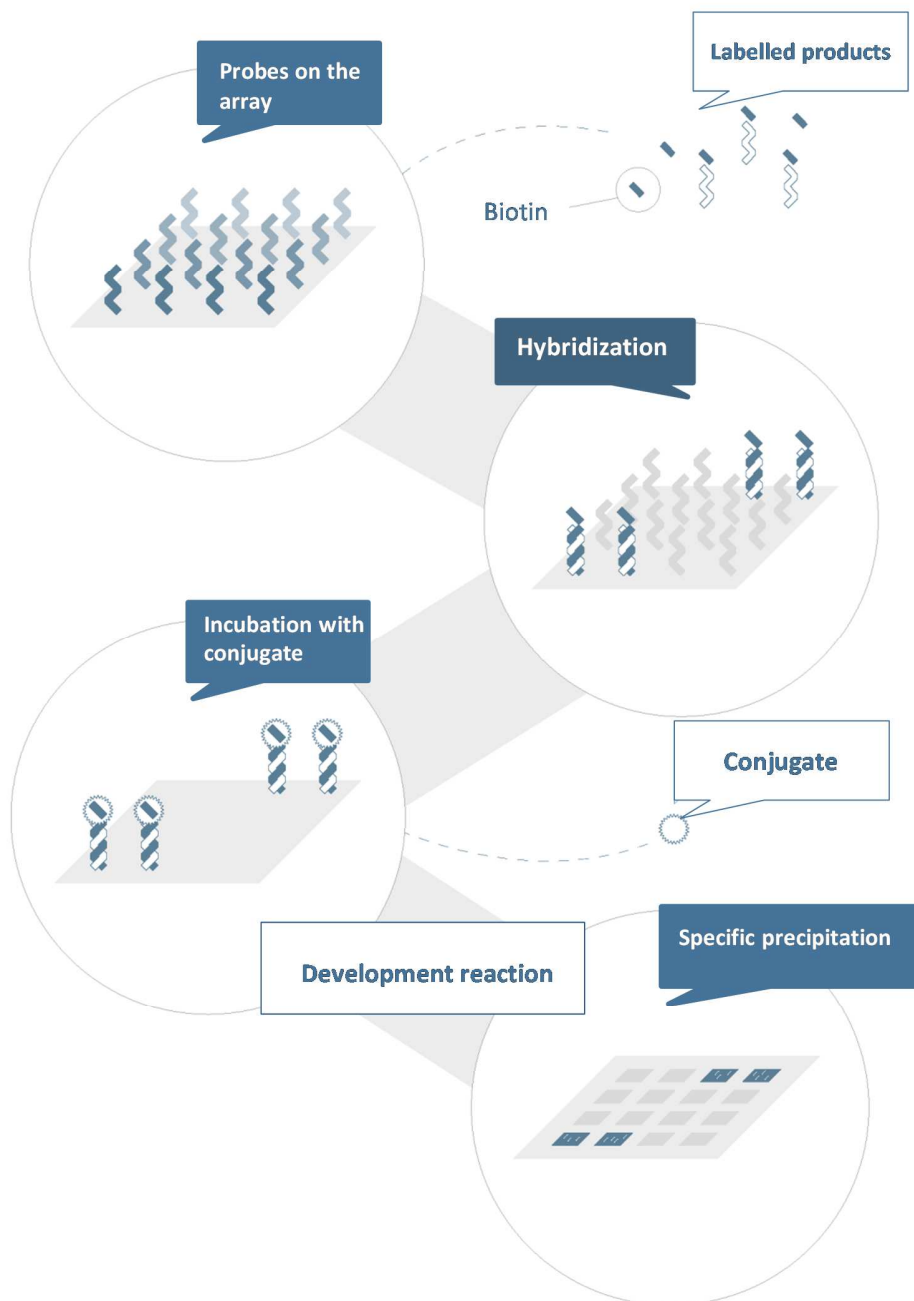 Probes on the
array
Labelled products
Biotin
Hybridization
Incubation with
conjugate
Conjugate
Development reaction
Specific precipitation